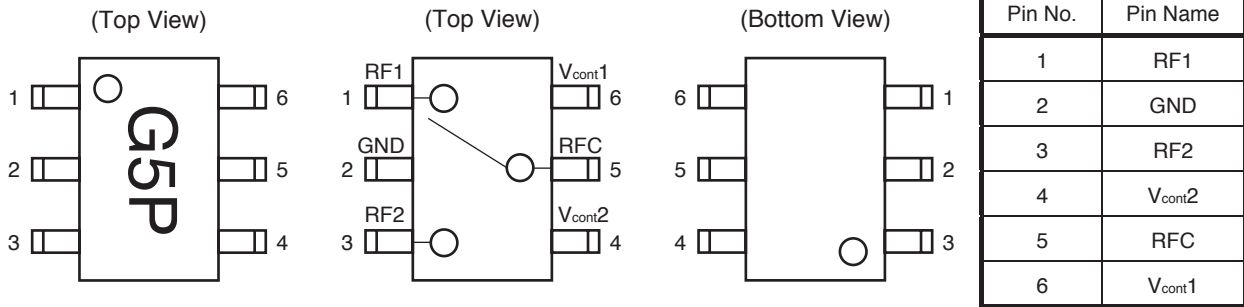 (Top View)
1
2
3
G5P
6
5
4
(Top View)
RF1
1
GND
2
RF2
3
Vcont1
6
RFC
5
Vcont2
4
(Bottom View)
6
5
4
1
2
3
Pin No. Pin Name
1 RF1
2 GND
3 RF2
4 Vcont2
5 RFC
6 Vcont1